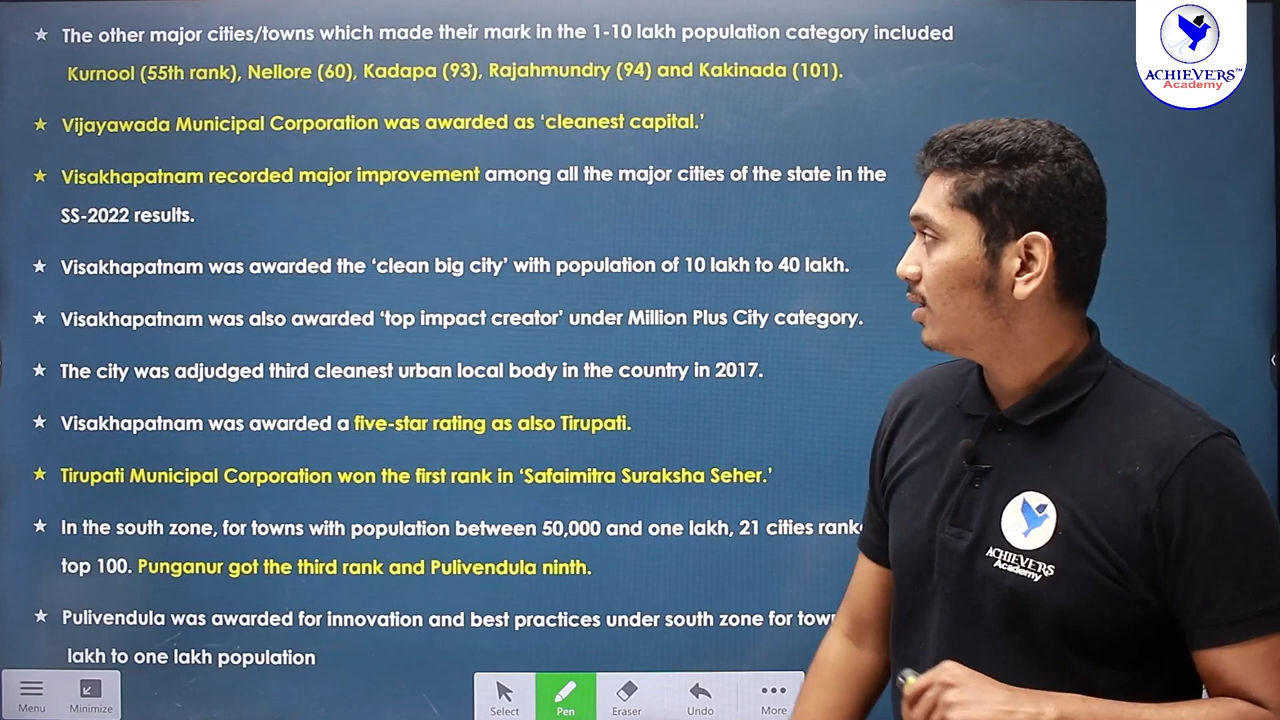 The other major cities/towns which made their mark in the 1-10 lakh population category included
Kurnool (55th rank), Nellore (60), Kadapa (93), Rajahmundry (94) and Kakinada (101).
Vijayawada Municipal Corporation was awarded as ‘cleanest capital.’
Visakhapatnam recorded major improvement among all the major cities of the state in the
SS-2022 results.
Visakhapatnam was awarded the ‘clean big city’ with population of 10 lakh to 40 lakh.
Visakhapatnam was also awarded ‘top impact creator’ under Million Plus City category.
The city was adjudged third cleanest urban local body in the country in 2017.
Visakhapatnam was awarded a five-star rating as also Tirupati.
Tirupati Municipal Corporation won the first rank in ‘Safaimitra Suraksha Seher.’
In the south zone, for towns with population between 50,000 and one lakh, 21 cities
top 100. Punganur got the third rank and Pulivendula ninth.
Pulivendula was awarded for innovation and best practices under south zone for
lakh to one lakh population
Menu
Minimize
Select
Pen
Eraser
Undo
More
ACHIEVERS™
Academy
ACHIEVERS
Academy